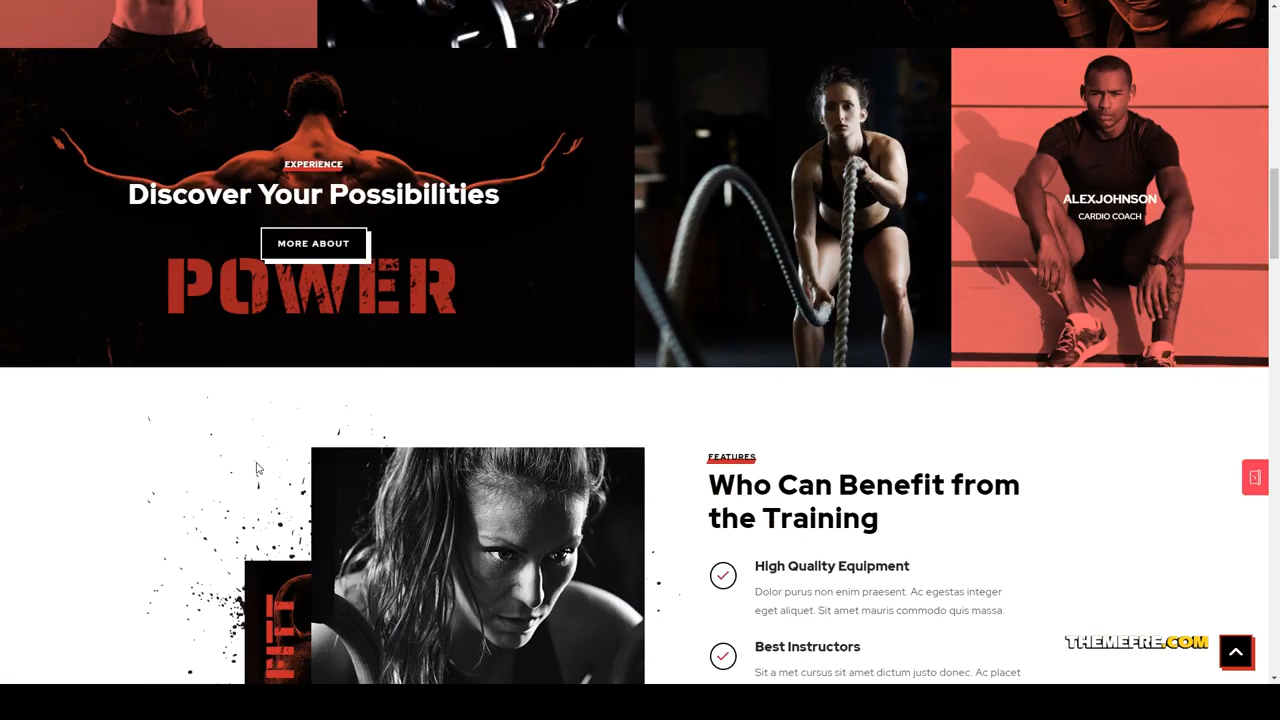 EXPERIENCE
Discover Your Possibilities
MORE ABOUT
POWER
ALEXJOHNSON
CARDIO COACH
FEATURES
Who Can Benefit from
the Training
High Quality Equipment
Dolor purus non enim praesent. Ac egestas integer
eget aliquet. Sit amet mauris commodo quis massa.
Best Instructors
Sit a met cursus sit amet dictum justo donec. Ac placet
FIT
THEMEFRE.COM